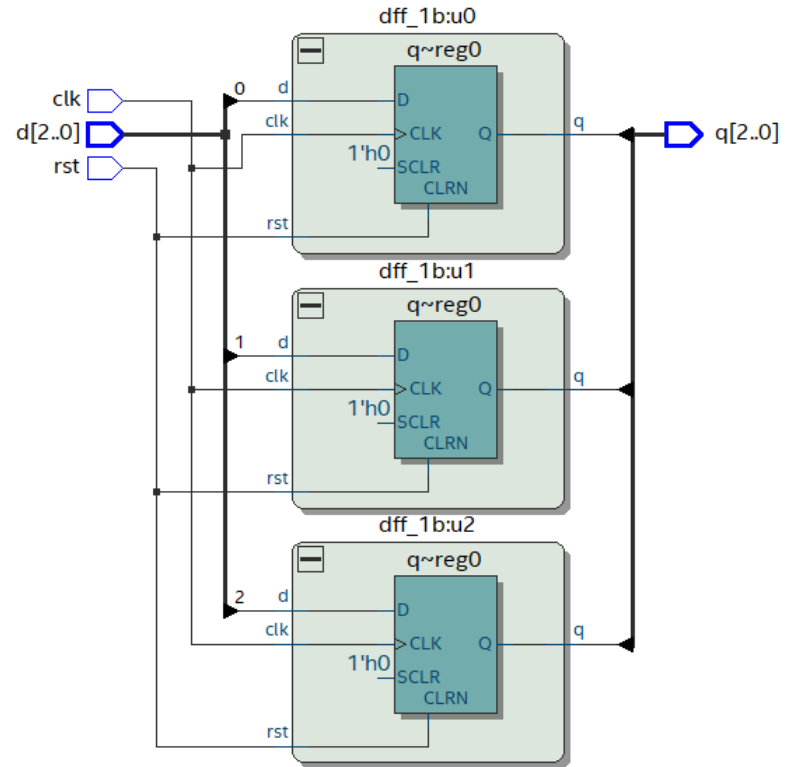 dff_1b:u0
q~reg0
clk
d[2..0]
rst
0
d
clk
1'h0
rst
D
CLK
Q
SCLR
CLRN
q
q[2..0]
dff_1b:u1
q~reg0
1
d
clk
1'h0
rst
D
CLK
Q
SCLR
CLRN
q
dff_1b:u2
q~reg0
2
d
clk
1'h0
rst
D
CLK
Q
SCLR
CLRN
q